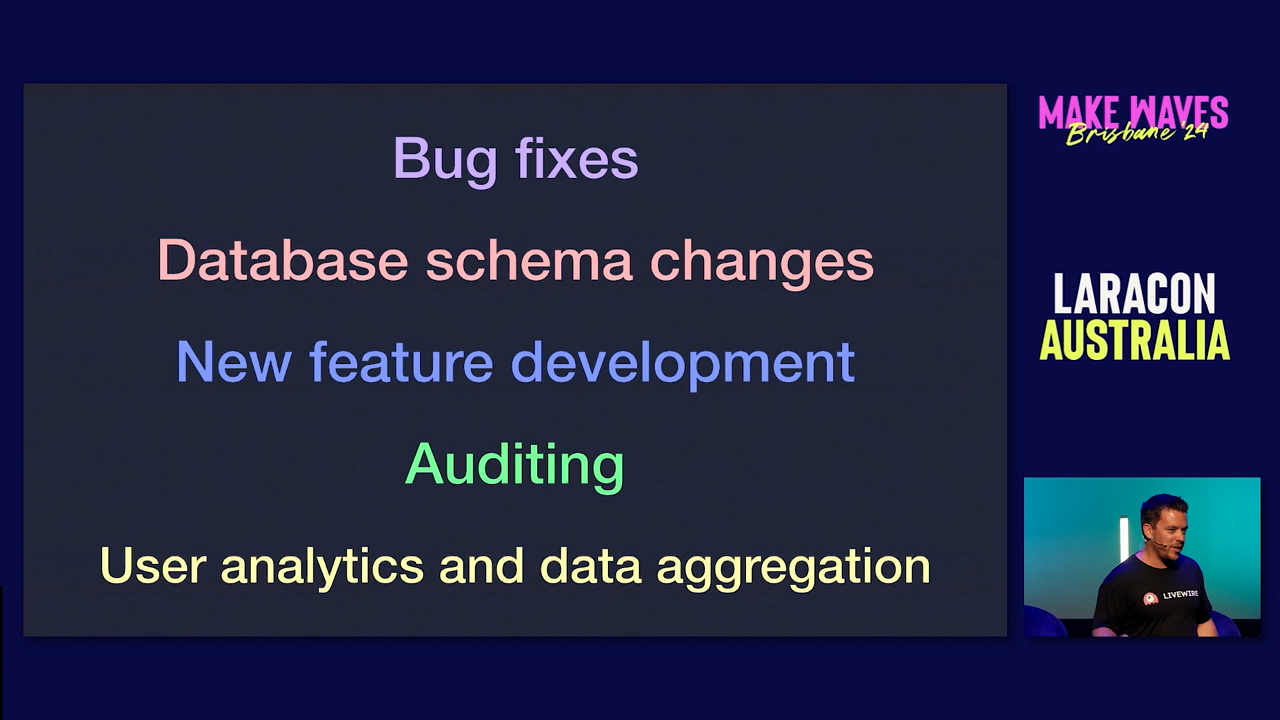 Bug fixes
Database schema changes
New feature development
Auditing
User analytics and data aggregation
MAKE WAVES
Brisbane '24
LARACON
AUSTRALIA
LIVEWIRE